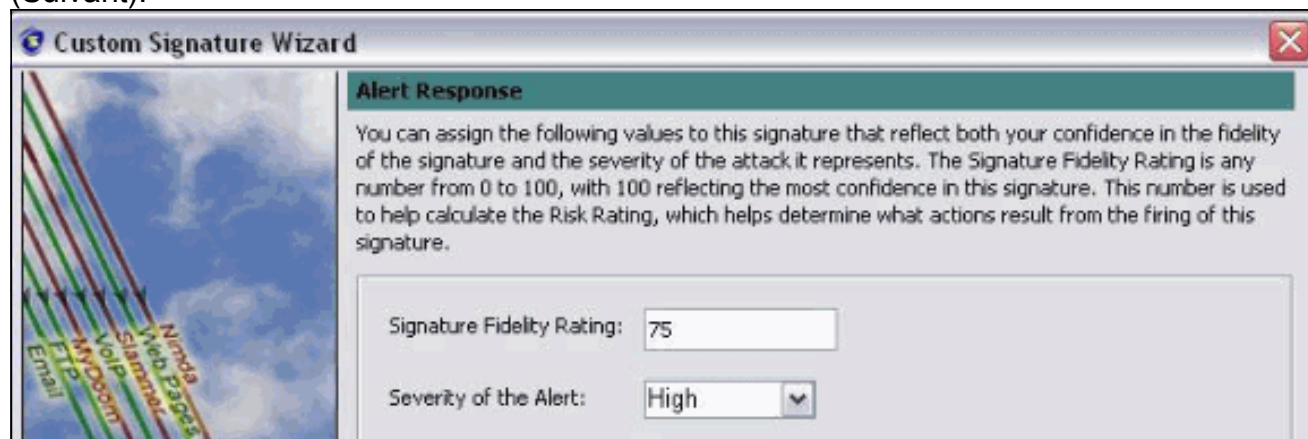 (Suivant).
Custom Signature Wizard
Alert Response
You can assign the following values to this signature that reflect both your confidence in the fidelity
of the signature and the severity of the attack it represents. The Signature Fidelity Rating is any
number from 0 to 100, with 100 reflecting the most confidence in this signature. This number is used
to help calculate the Risk Rating, which helps determine what actions result from the firing of this
signature.
Signature Fidelity Rating: 75
Severity of the Alert: High
Nimda
Web Pages
Slammer
VoIP
MyDoom
FTP
Email